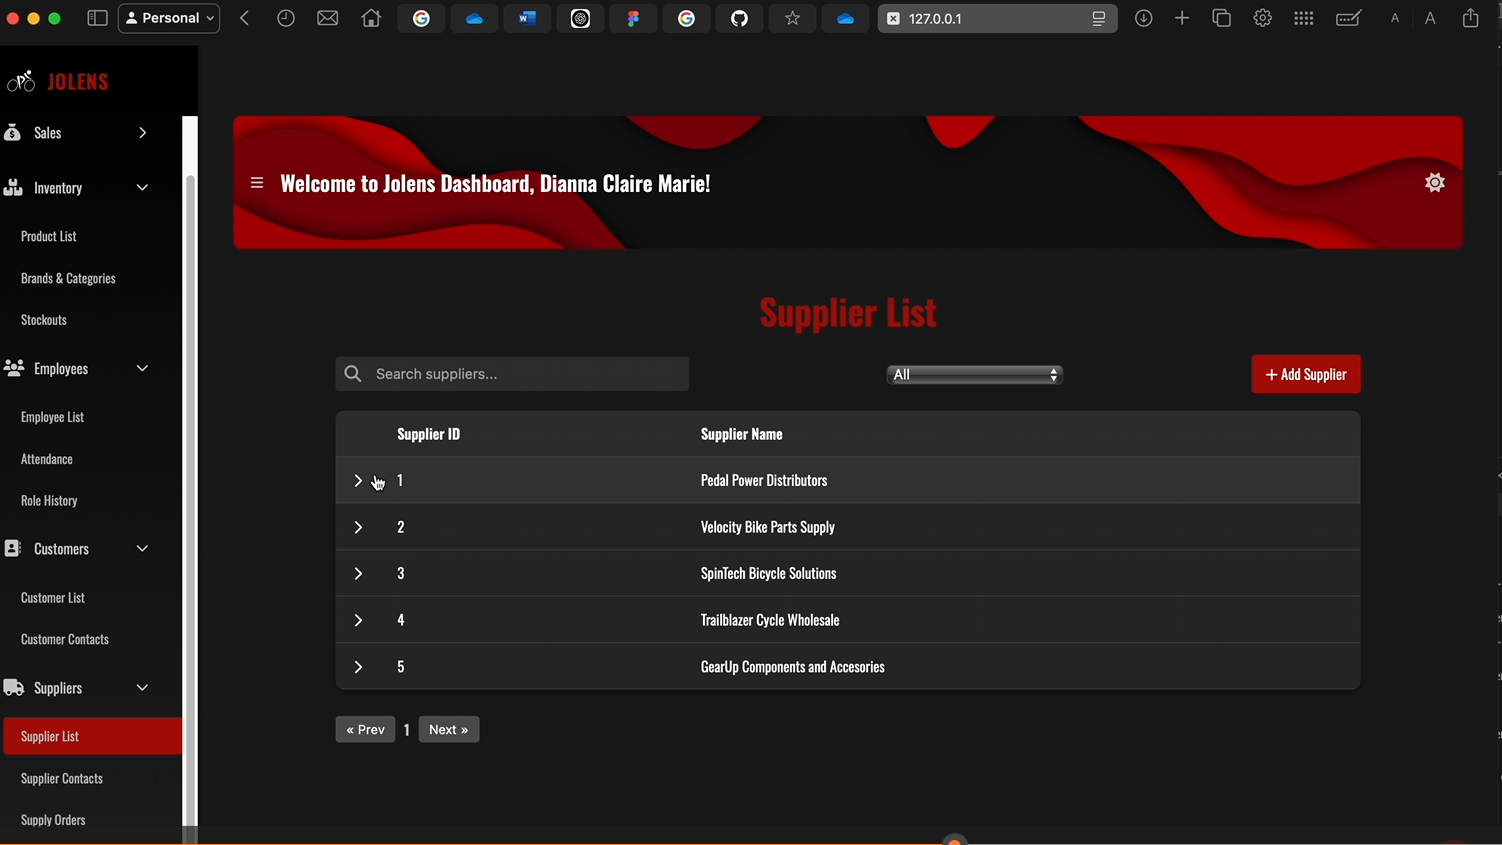 Personal
127.0.0.1
A
A
JOLENS
Sales
Inventory
Product List
Brands & Categories
Stockouts
Employees
Employee List
Attendance
Role History
Customers
Customer List
Customer Contacts
Suppliers
Supplier List
Supplier Contacts
Supply Orders
Welcome to Jolens Dashboard, Dianna Claire Marie!
Supplier List
Search suppliers...
All
+ Add Supplier
Supplier ID Supplier Name
1 Pedal Power Distributors
2 Velocity Bike Parts Supply
3 SpinTech Bicycle Solutions
4 Trailblazer Cycle Wholesale
5 GearUp Components and Accesories
« Prev 1 Next »